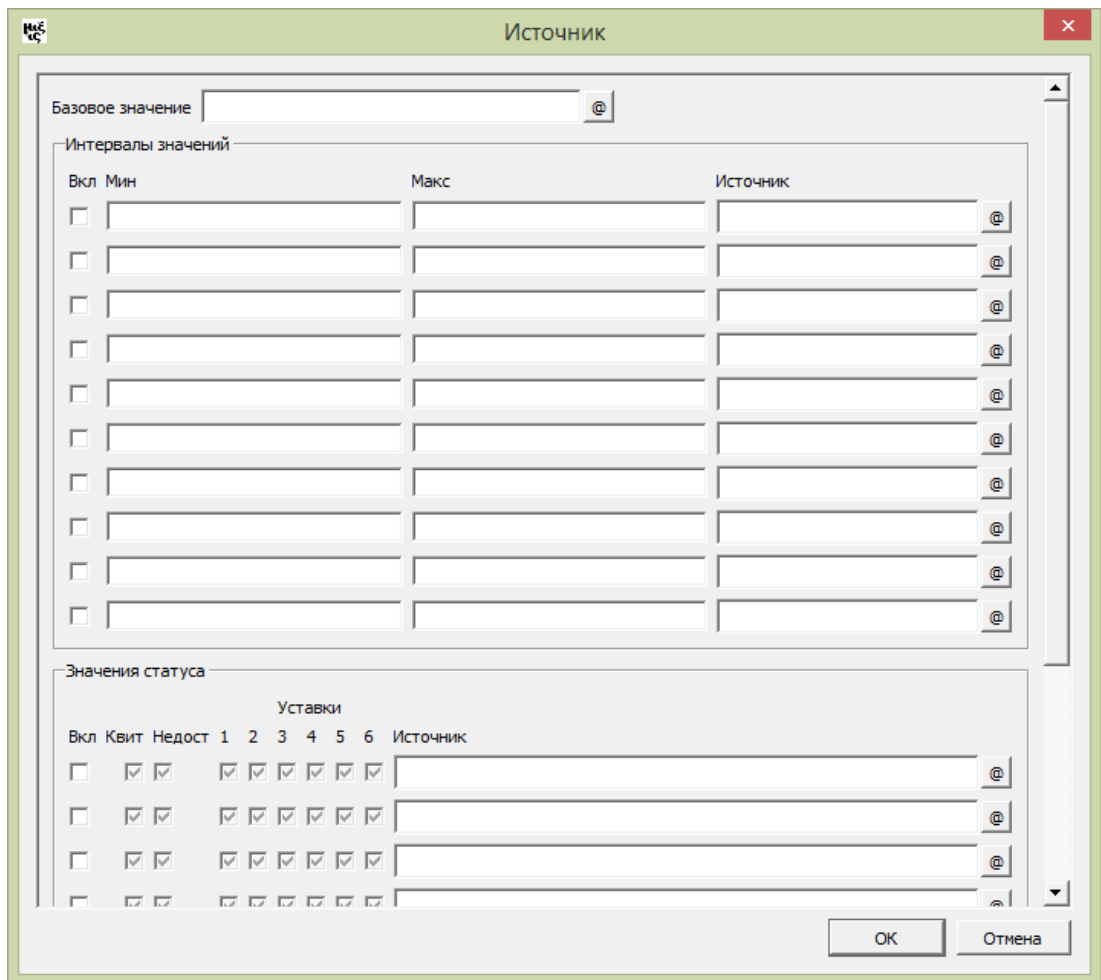 Источник
Базовое значение @
Интервалы значений
Вкл Мин Макс Источник
@
@
@
@
@
@
@
@
@
@
Значения статуса
Уставки
Вкл Квит Недост 1 2 3 4 5 6 Источник
@
@
@
@
OK Отмена